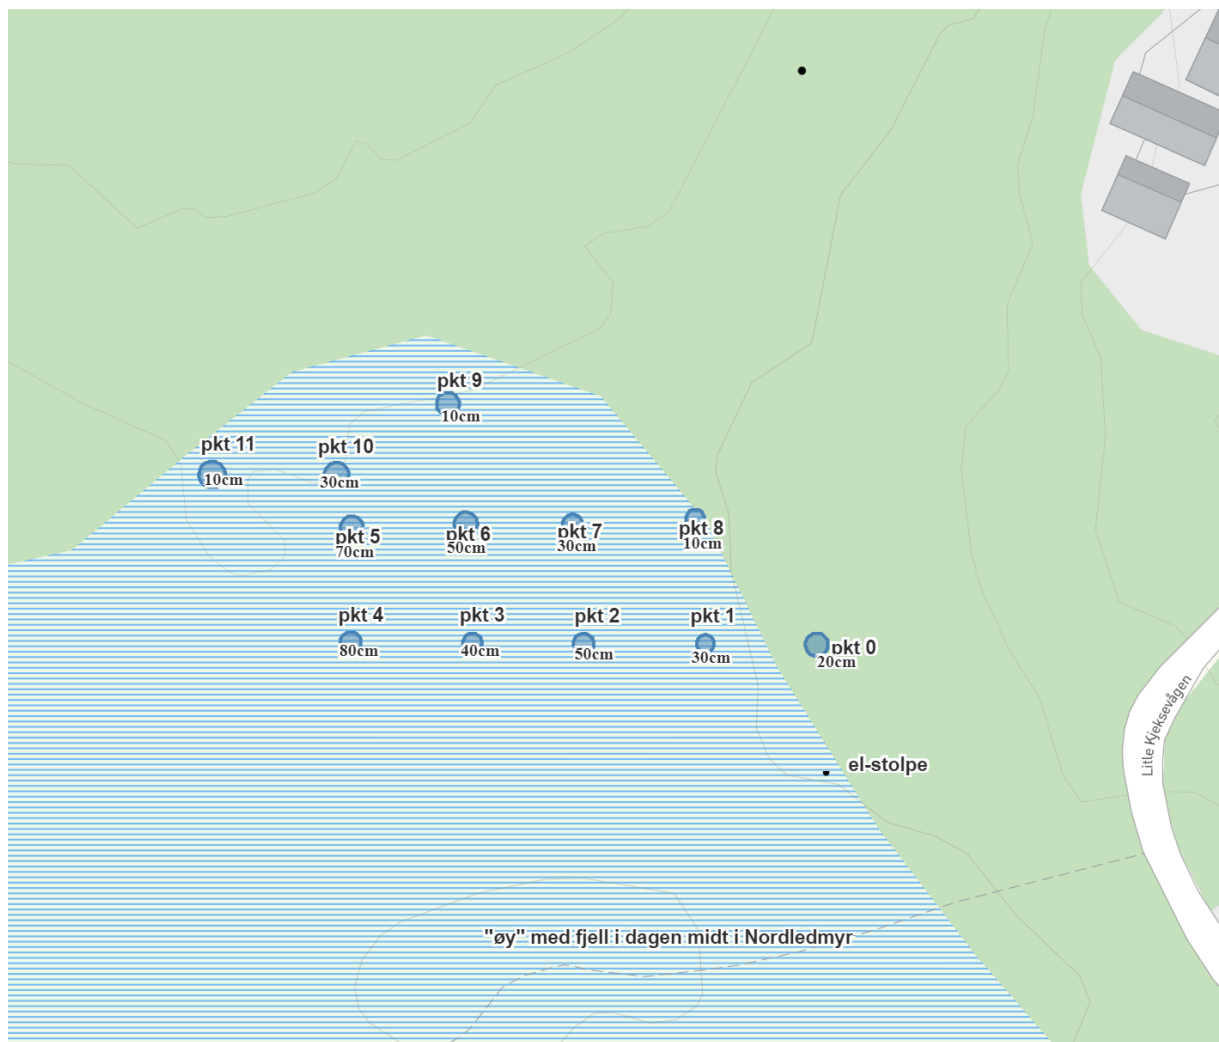 pkt 9
10cm
pkt 11
10cm
pkt 10
30cm
pkt 5
70cm
pkt 6
50cm
pkt 7
30cm
pkt 8
10cm
pkt 4
80cm
pkt 3
40cm
pkt 2
50cm
pkt 1
30cm
pkt 0
20cm
Litle Kjeksevågen
el-stolpe
"øy" med fjell i dagen midt i Nordledmyr